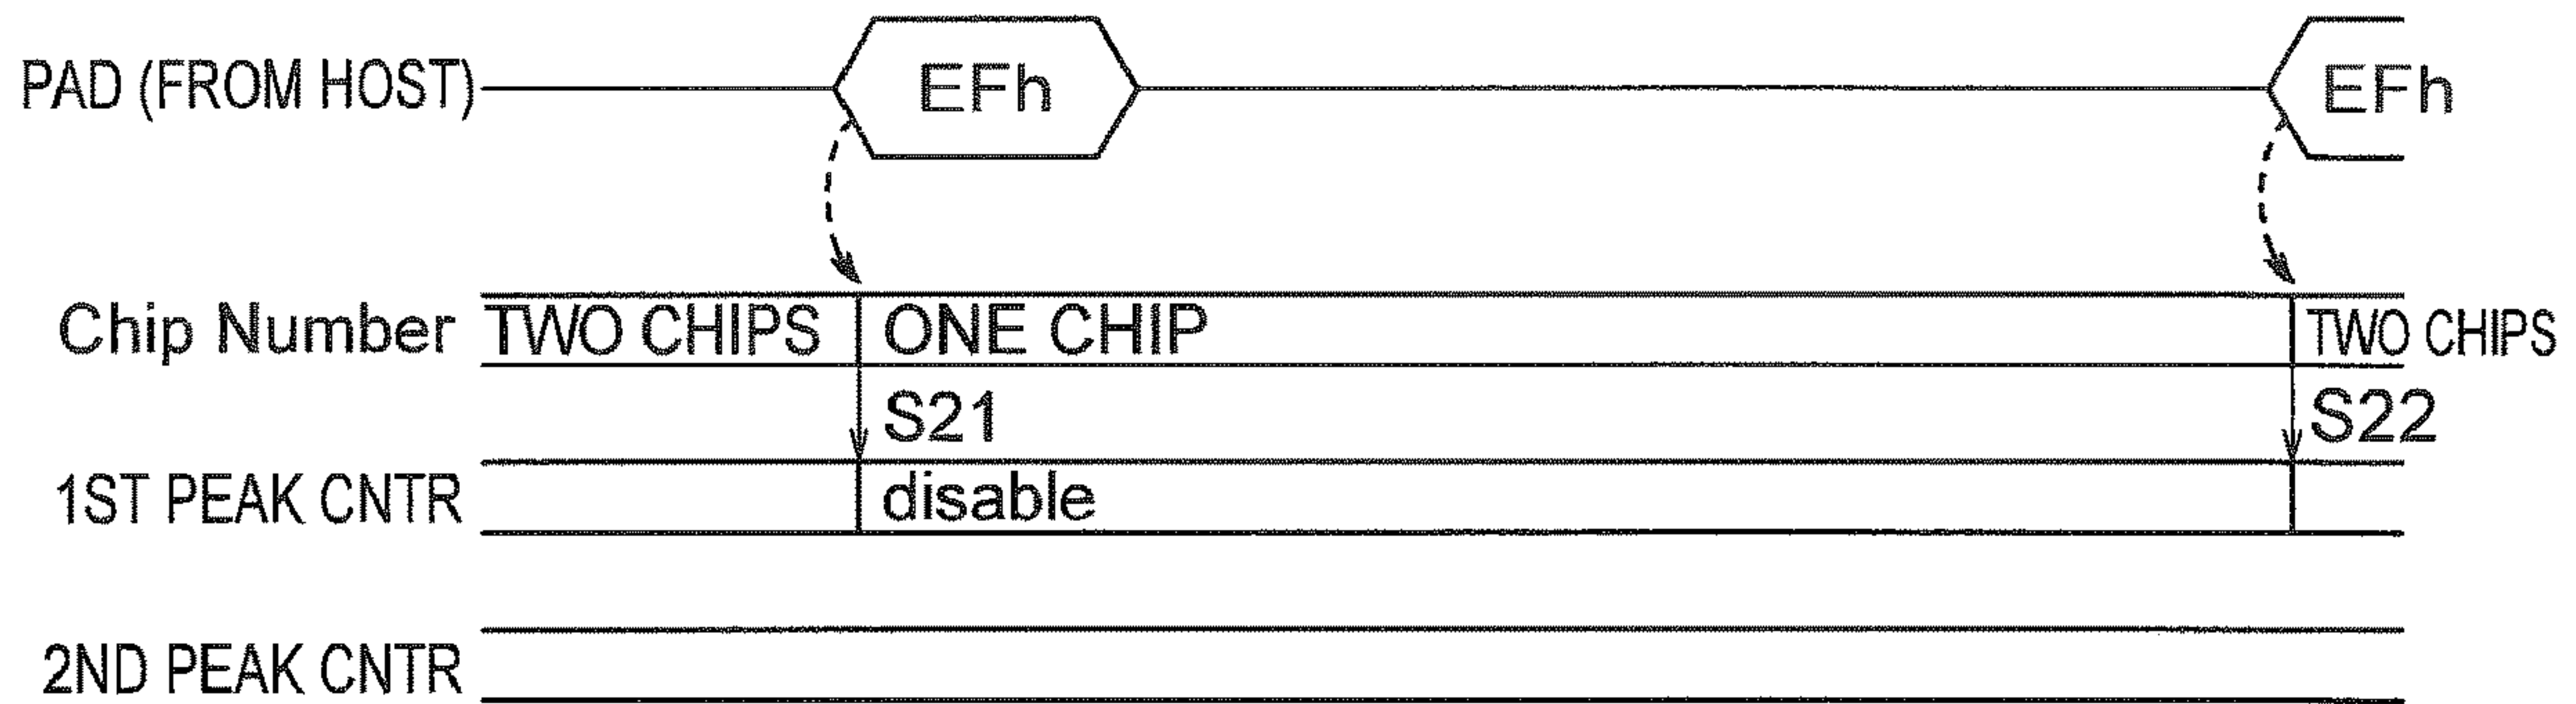 PAD (FROM HOST) EFh EFh
Chip Number TWO CHIPS ONE CHIP TWO CHIPS
S21 S22
1ST PEAK CNTR disable
2ND PEAK CNTR